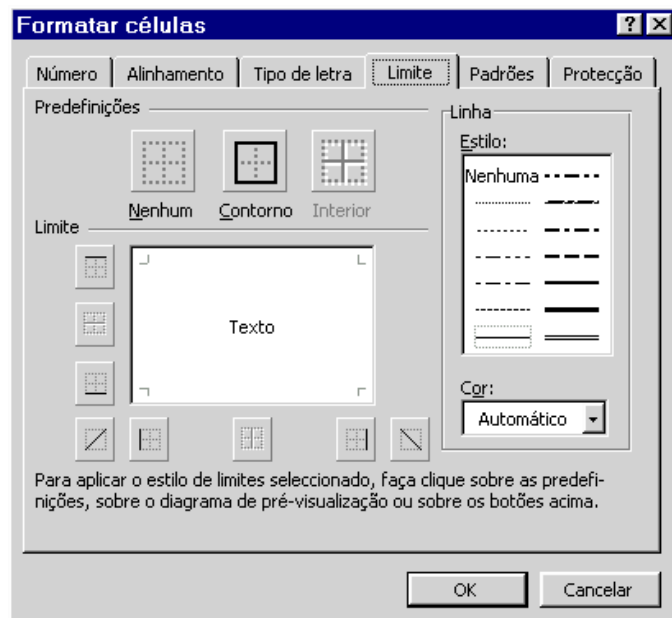 Formatar células
Número Alinhamento Tipo de letra Limite Padrões Protecção
Predefinições
Nenhum Contorno Interior
Limite
Texto
Linha
Estilo:
Nenhuma
Cor:
Automático
Para aplicar o estilo de limites seleccionado, faça clique sobre as predefi-
nições, sobre o diagrama de pré-visualização ou sobre os botões acima.
OK Cancelar